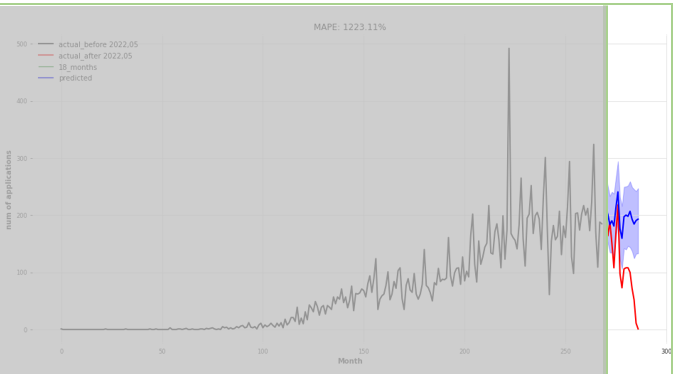 MAPE: 1223.11%
actual_before 2022,05
actual_after 2022,05
18_months
predicted
500
400
300
200
100
0
num of applications
0 50 100 150 200 250 300
Month